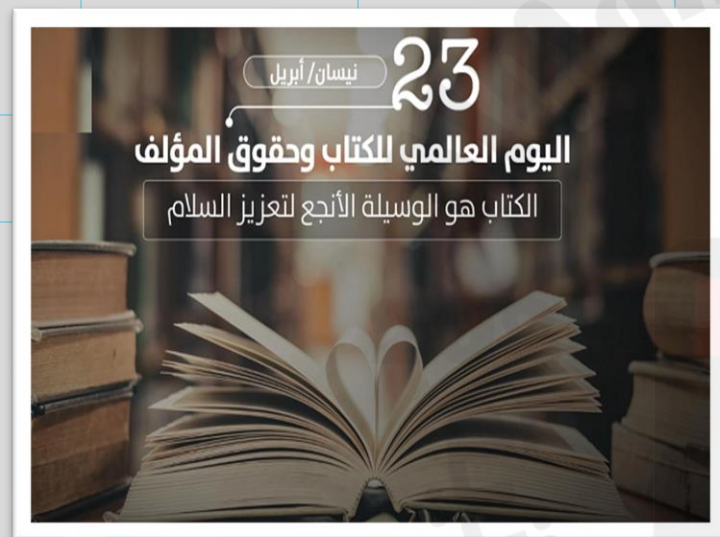 23 نيسان/ أبريل
اليوم العالمي للكتاب وحقوق المؤلف
الكتاب هو الوسيلة الأنجع لتعزيز السلام